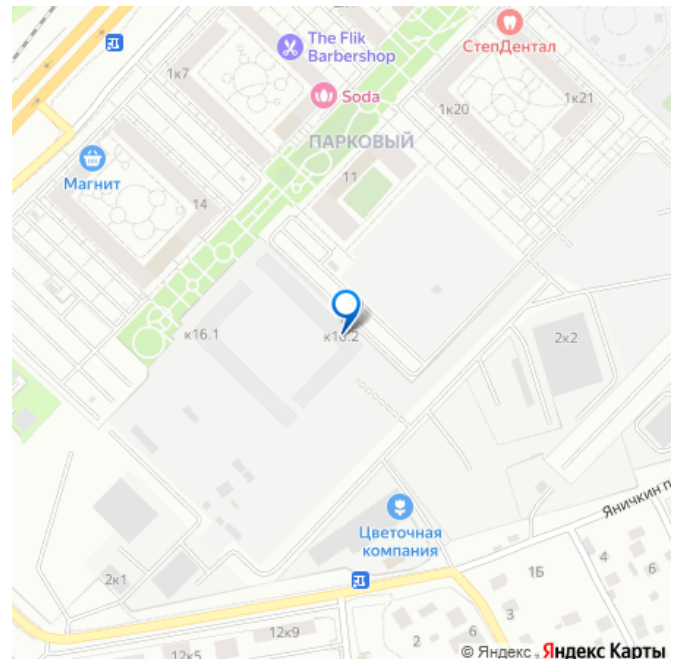 The Flik
Barbershop
СтепДентал
1к7
Soda
1к20
1к21
ПАРКОВЫЙ
Магнит
11
14
к16.1
к16.2
2к2
Яничкин п
Цветочная
компания
2к1
1Б
4
6
3
12к9
2
6
12к5
© Яндекс Яндекс Карты